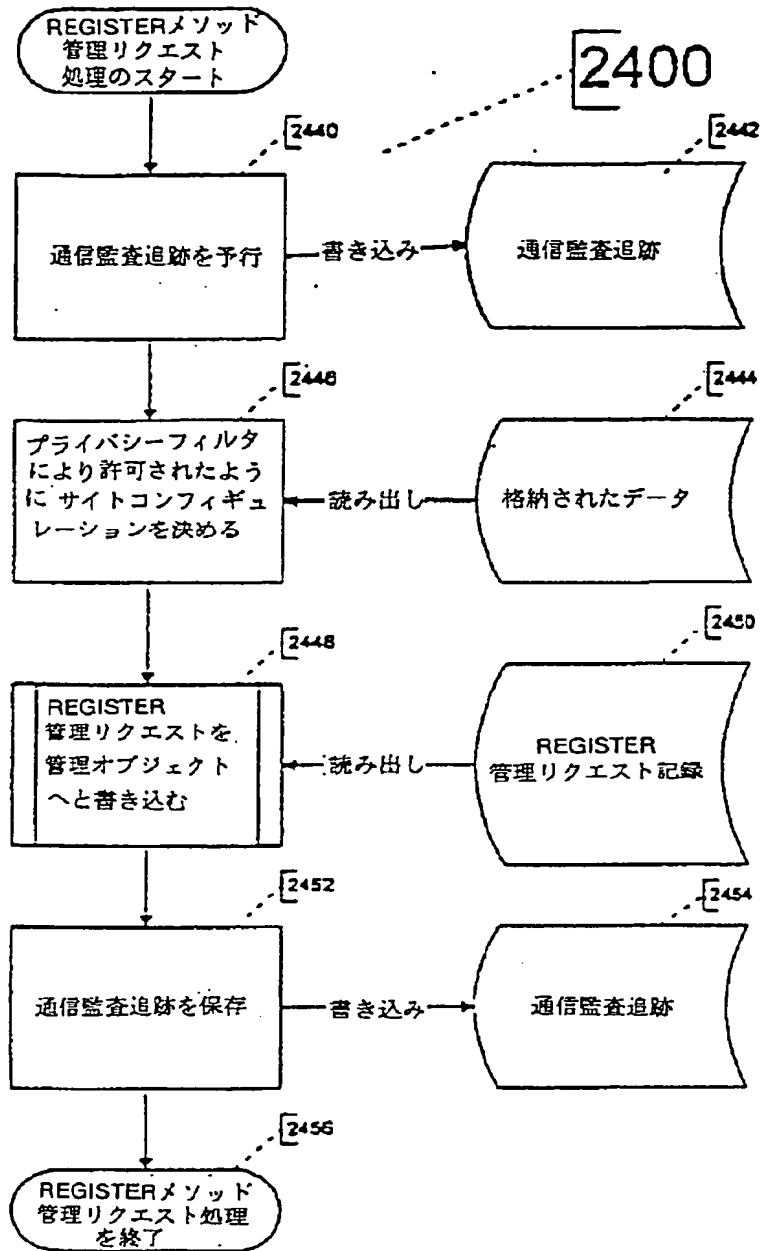 REGISTERメソッド
管理リクエスト
処理のスタート
2400
2440
通信監査追跡を予行
書き込み
2442
通信監査追跡
2446
プライバシーフィルタ
により許可されたよう
に サイトコンフィギュ
レーションを決める
読み出し
2444
格納されたデータ
2448
REGISTER
管理リクエストを
管理オブジェクト
へと書き込む
読み出し
2450
REGISTER
管理リクエスト記録
2452
通信監査追跡を保存
書き込み
2454
通信監査追跡
2456
REGISTERメソッド
管理リクエスト処理
を終了